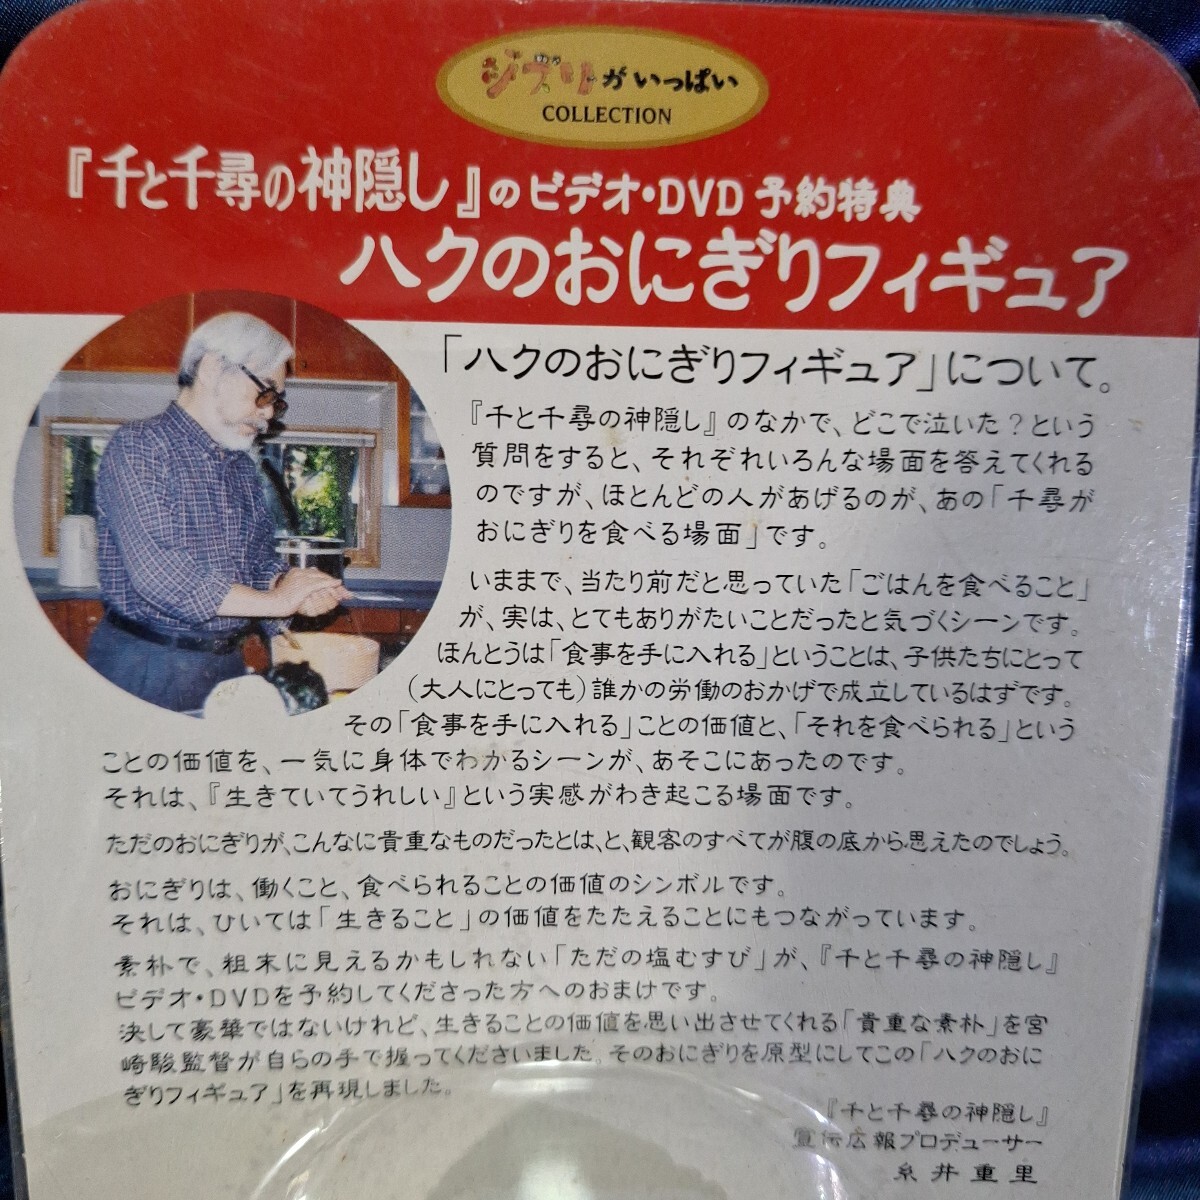 ジブリがいっぱい
COLLECTION
『千と千尋の神隠し』のビデオ・DVD 予約特典
ハクのおにぎりフィギュア
「ハクのおにぎりフィギュア」について。
『千と千尋の神隠し』のなかで、どこで泣いた？という
質問をすると、それぞれいろんな場面を答えてくれる
のですが、ほとんどの人があげるのが、あの「千尋が
おにぎりを食べる場面」です。
いままで、当たり前だと思っていた「ごはんを食べること」
が、実は、とてもありがたいことだったと気づくシーンです。
ほんとうは「食事を手に入れる」ということは、子供たちにとって
（大人にとっても）誰かの労働のおかげで成立しているはずです。
その「食事を手に入れる」ことの価値と、「それを食べられる」という
ことの価値を、一気に身体でわかるシーンが、あそこにあったのです。
それは、『生きていてうれしい』という実感がわき起こる場面です。
ただのおにぎりが、こんなに貴重なものだったとは、と、観客のすべてが腹の底から思えたのでしょう。
おにぎりは、働くこと、食べられることの価値のシンボルです。
それは、ひいては「生きること」の価値をたたえることにもつながっています。
素朴で、粗末に見えるかもしれない「ただの塩むすび」が、『千と千尋の神隠し』
ビデオ・DVDを予約してくださった方へのおまけです。
決して豪華ではないけれど、生きることの価値を思い出させてくれる「貴重な素朴」を宮
崎駿監督が自らの手で握ってくださいました。そのおにぎりを原型にしてこの「ハクのおに
ぎりフィギュア」を再現しました。
『千と千尋の神隠し』
宣伝広報プロデューサー
糸井重里